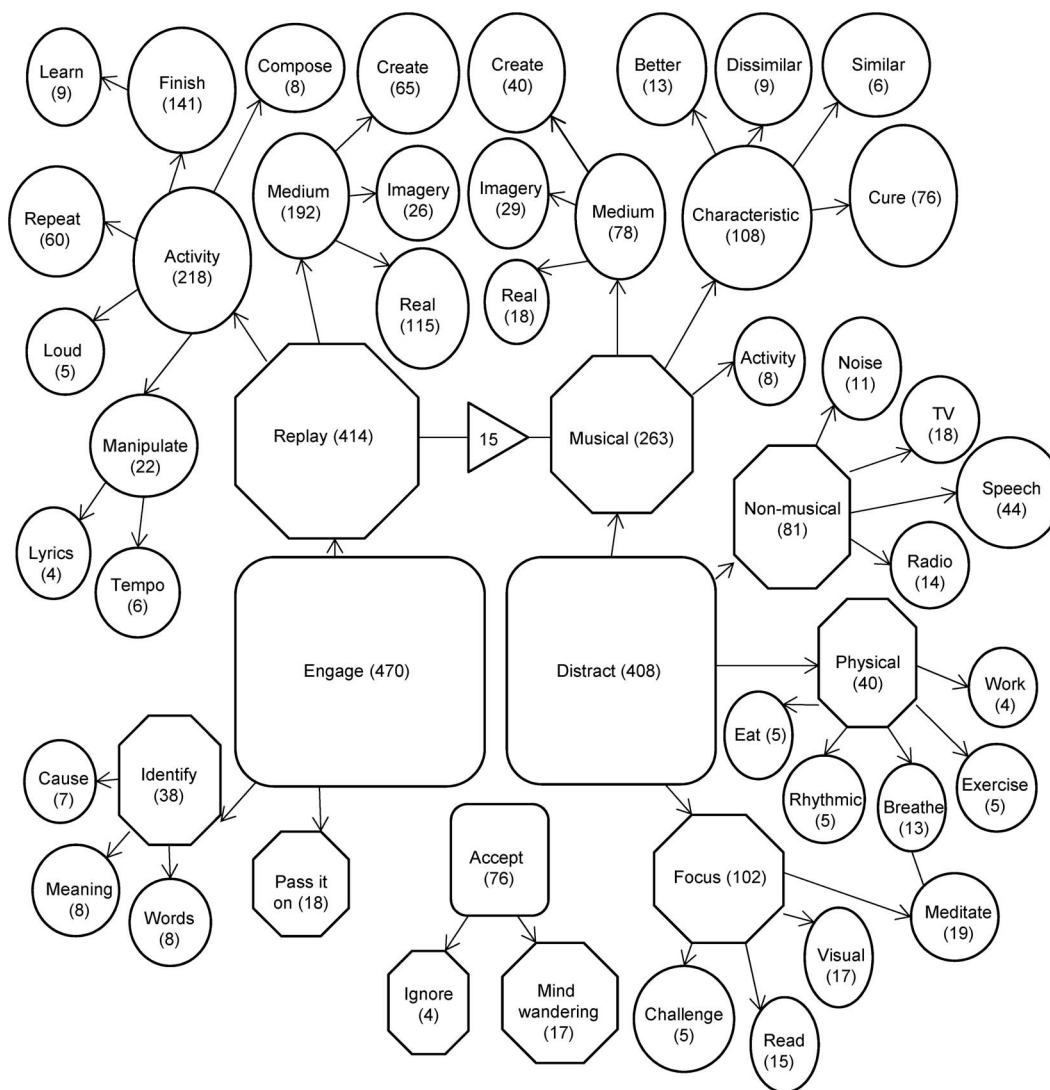 Learn
(9)
Finish
(141)
Compose
(8)
Create
(65)
Create
(40)
Better
(13)
Dissimilar
(9)
Similar
(6)
Repeat
(60)
Activity
(218)
Medium
(192)
Imagery
(26)
Imagery
(29)
Medium
(78)
Characteristic
(108)
Cure (76)
Loud
(5)
Real
(115)
Real
(18)
Activity
(8)
Noise
(11)
TV
(18)
Manipulate
(22)
Replay (414)
15
Musical (263)
Non-musical
(81)
Speech
(44)
Lyrics
(4)
Tempo
(6)
Radio
(14)
Engage (470)
Distract (408)
Physical
(40)
Work
(4)
Eat (5)
Cause
(7)
Identify
(38)
Rhythmic
(5)
Breathe
(13)
Exercise
(5)
Meaning
(8)
Words
(8)
Pass it
on (18)
Accept
(76)
Focus (102)
Meditate
(19)
Ignore
(4)
Mind
wandering
(17)
Challenge
(5)
Read
(15)
Visual
(17)